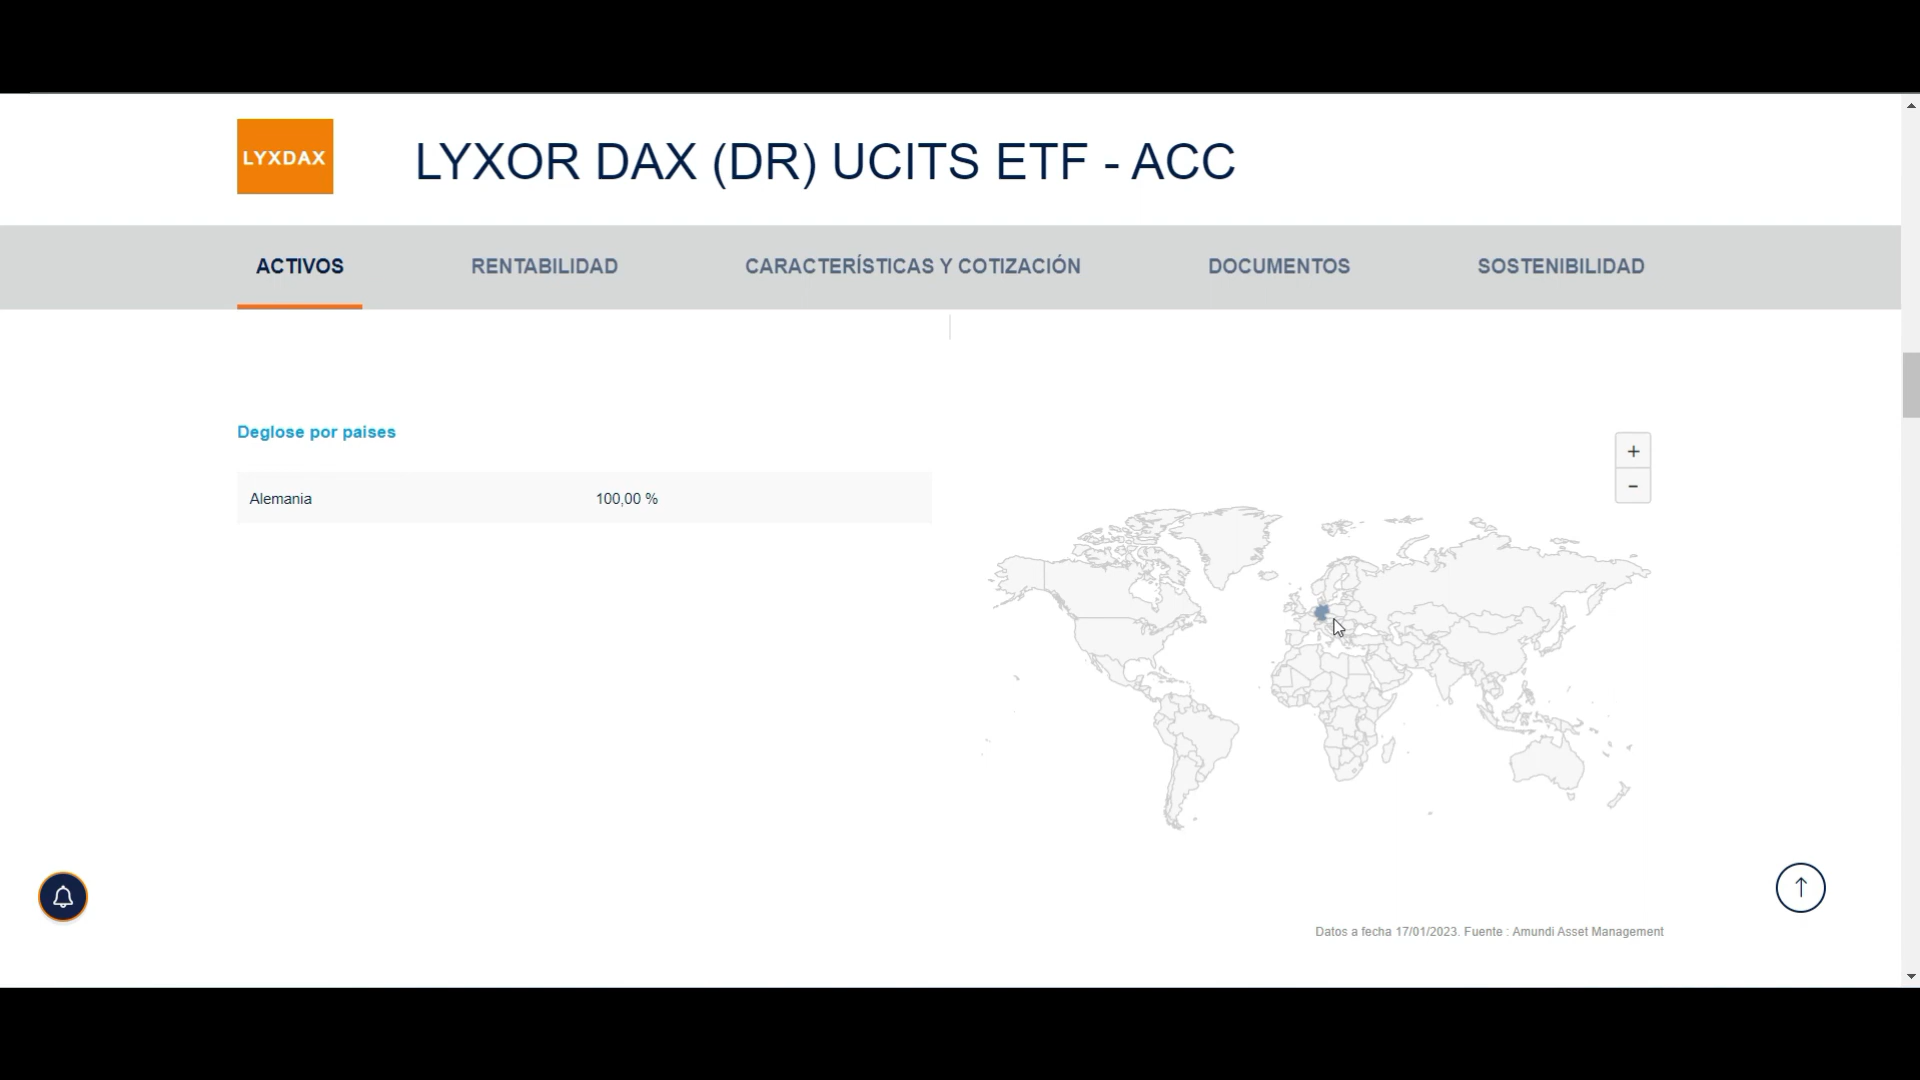 LYXDAX
LYXOR DAX (DR) UCITS ETF - ACC
ACTIVOS
RENTABILIDAD
CARACTERÍSTICAS Y COTIZACIÓN
DOCUMENTOS
SOSTENIBILIDAD
Deglose por paises
Alemania 100,00 %
+
−
Datos a fecha 17/01/2023. Fuente : Amundi Asset Management